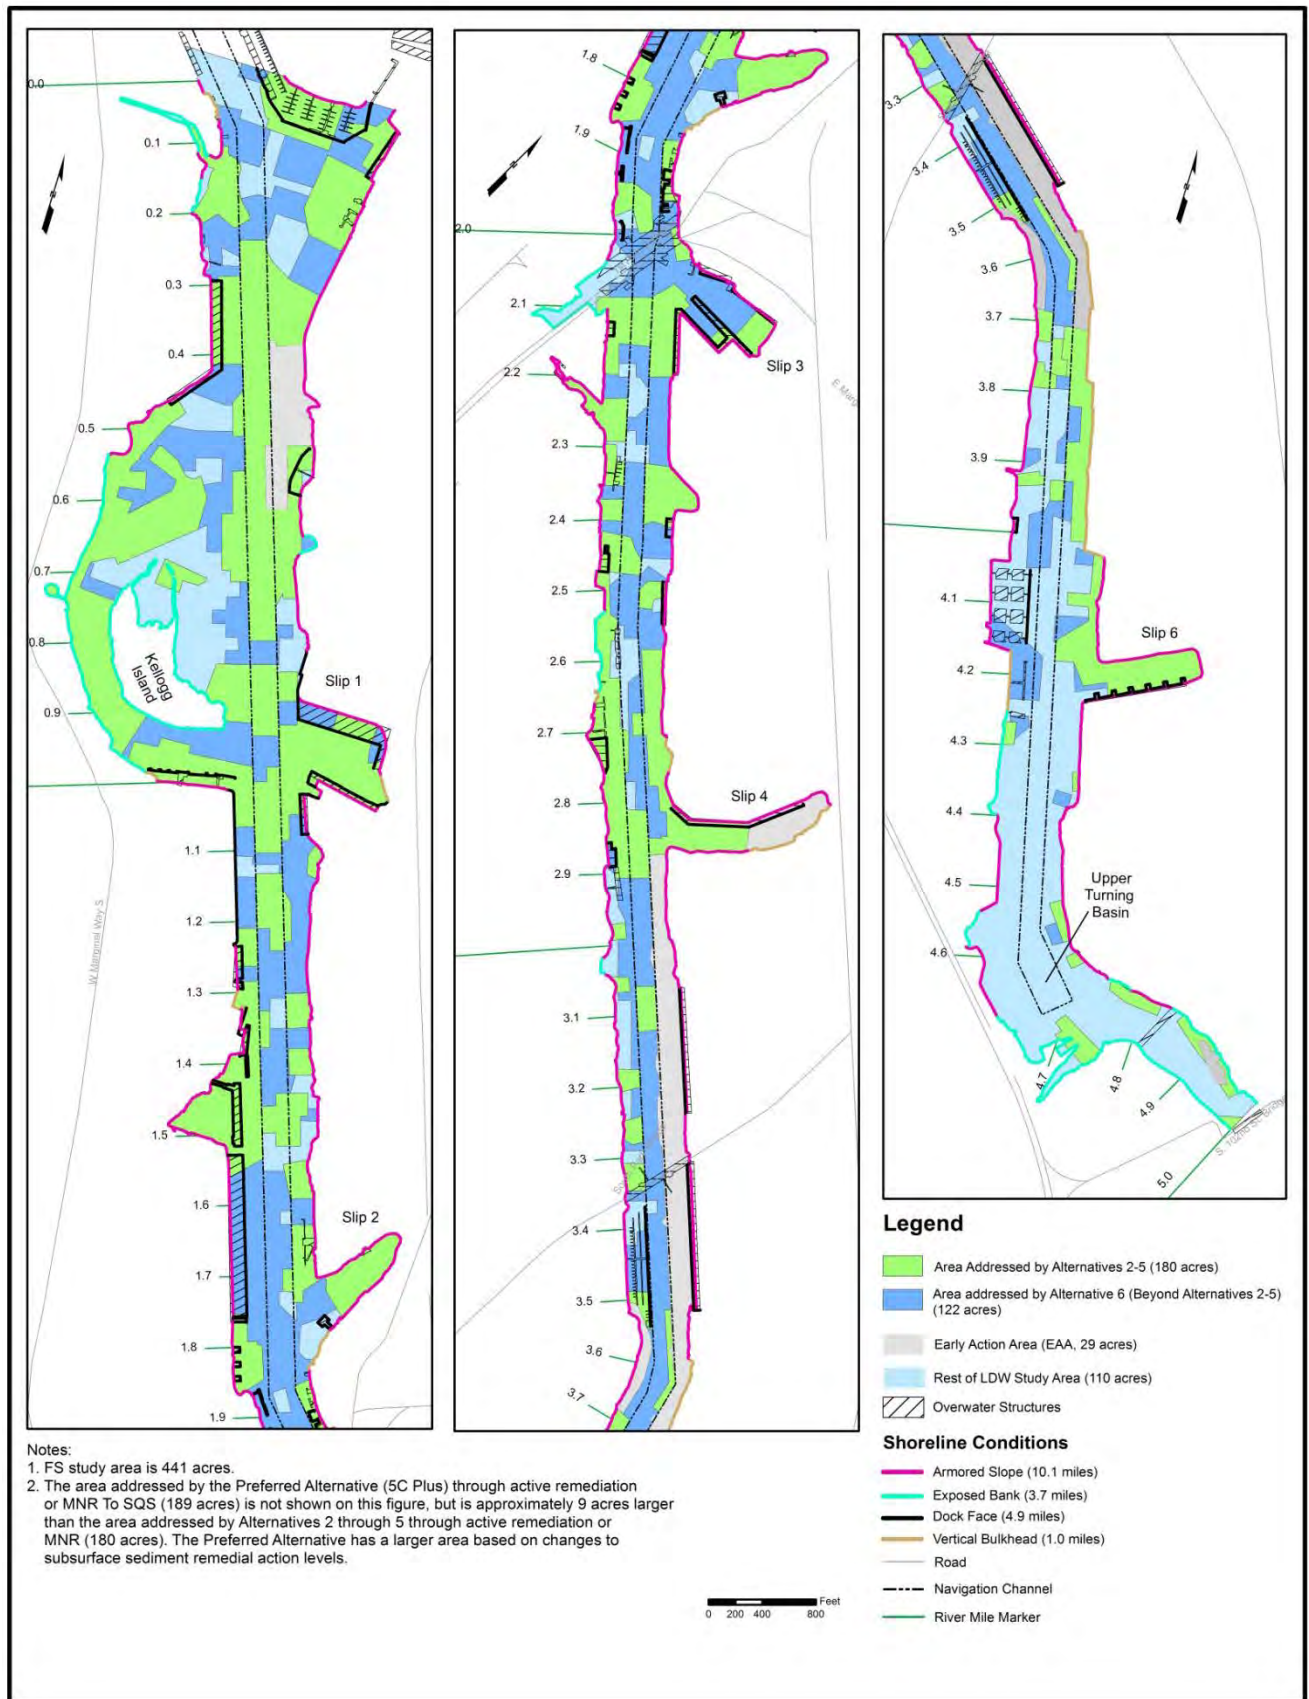 0.0
0.1
0.2
0.3
0.4
0.5
0.6
0.7
0.8
0.9
Kellogg
Island
Slip 1
W Marginal Way S
1.1
1.2
1.3
1.4
1.5
1.6
1.7
Slip 2
1.8
1.9
1.8
1.9
2.0
2.1
2.2
Slip 3
E Marg
2.3
2.4
2.5
2.6
2.7
2.8
Slip 4
2.9
3.1
3.2
3.3
3.4
3.5
3.6
3.7
3.3
3.4
3.5
3.6
3.7
3.8
3.9
4.1
Slip 6
4.2
4.3
4.4
4.5
Upper
Turning
Basin
4.6
4.7
4.8
4.9
5.0
Legend
Area Addressed by Alternatives 2-5 (180 acres)
Area addressed by Alternative 6 (Beyond Alternatives 2-5)
(122 acres)
Early Action Area (EAA, 29 acres)
Rest of LDW Study Area (110 acres)
Overwater Structures
Shoreline Conditions
Armored Slope (10.1 miles)
Exposed Bank (3.7 miles)
Dock Face (4.9 miles)
Vertical Bulkhead (1.0 miles)
Road
Navigation Channel
River Mile Marker
Notes:
1. FS study area is 441 acres.
2. The area addressed by the Preferred Alternative (5C Plus) through active remediation
or MNR To SQS (189 acres) is not shown on this figure, but is approximately 9 acres larger
than the area addressed by Alternatives 2 through 5 through active remediation or
MNR (180 acres). The Preferred Alternative has a larger area based on changes to
subsurface sediment remedial action levels.
Feet
0 200 400 800